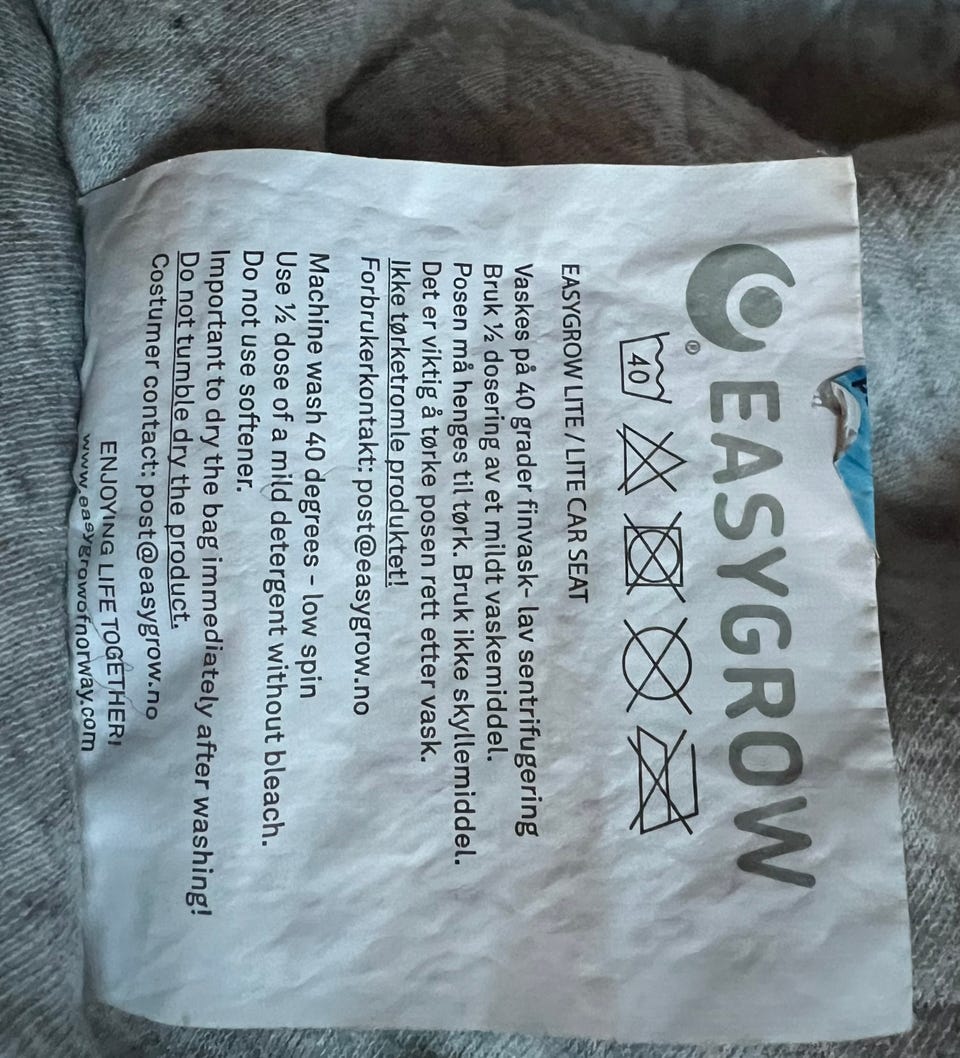 EASYGROW
®
40
EASYGROW LITE / LITE CAR SEAT
Vaskes på 40 grader finvask- lav sentrifugering
Bruk ½ dosering av et mildt vaskemiddel.
Posen må henges til tørk. Bruk ikke skyllemiddel.
Det er viktig å tørke posen rett etter vask.
Ikke tørketromle produktet!
Forbrukerkontakt: post@easygrow.no
Machine wash 40 degrees - low spin
Use ½ dose of a mild detergent without bleach.
Do not use softener.
Important to dry the bag immediately after washing!
Do not tumble dry the product.
Costumer contact: post@easygrow.no
ENJOYING LIFE TOGETHER!
www.easygrowofnorway.com